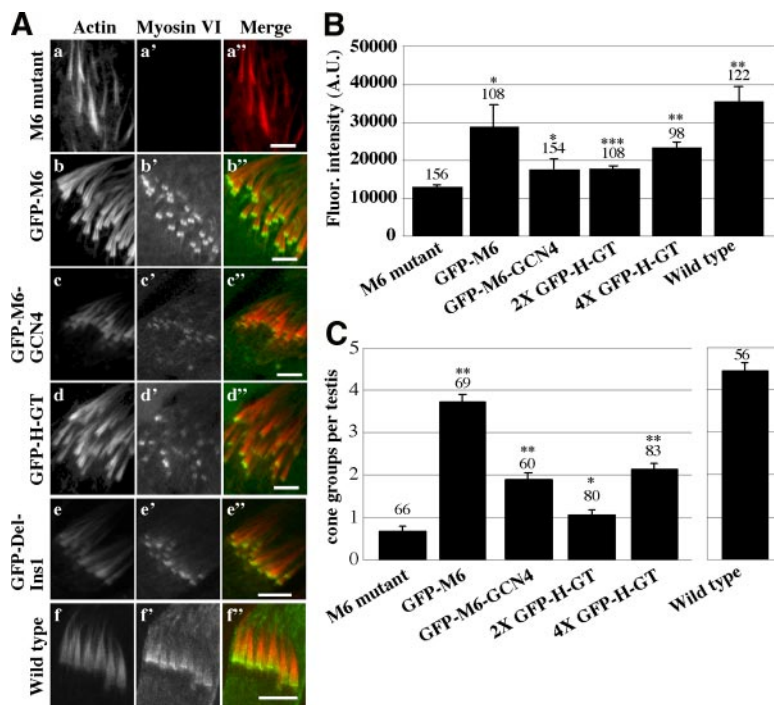 A
Actin Myosin VI Merge
M6 mutant
a a' a"
GFP-M6
b b' b"
GFP-M6-
GCN4
c c' c"
GFP-H-GT
d d' d"
GFP-Del-
Ins1
e e' e"
Wild type
f f' f"
B
Fluor. intensity (A.U.)
50000
40000
30000
20000
10000
0
156
*
108
*
154
***
108
**
98
**
122
M6 mutant
GFP-M6
GFP-M6-GCN4
2X GFP-H-GT
4X GFP-H-GT
Wild type
C
cone groups per testis
5
4
3
2
1
0
66
**
69
**
60
*
80
**
83
56
M6 mutant
GFP-M6
GFP-M6-GCN4
2X GFP-H-GT
4X GFP-H-GT
Wild type